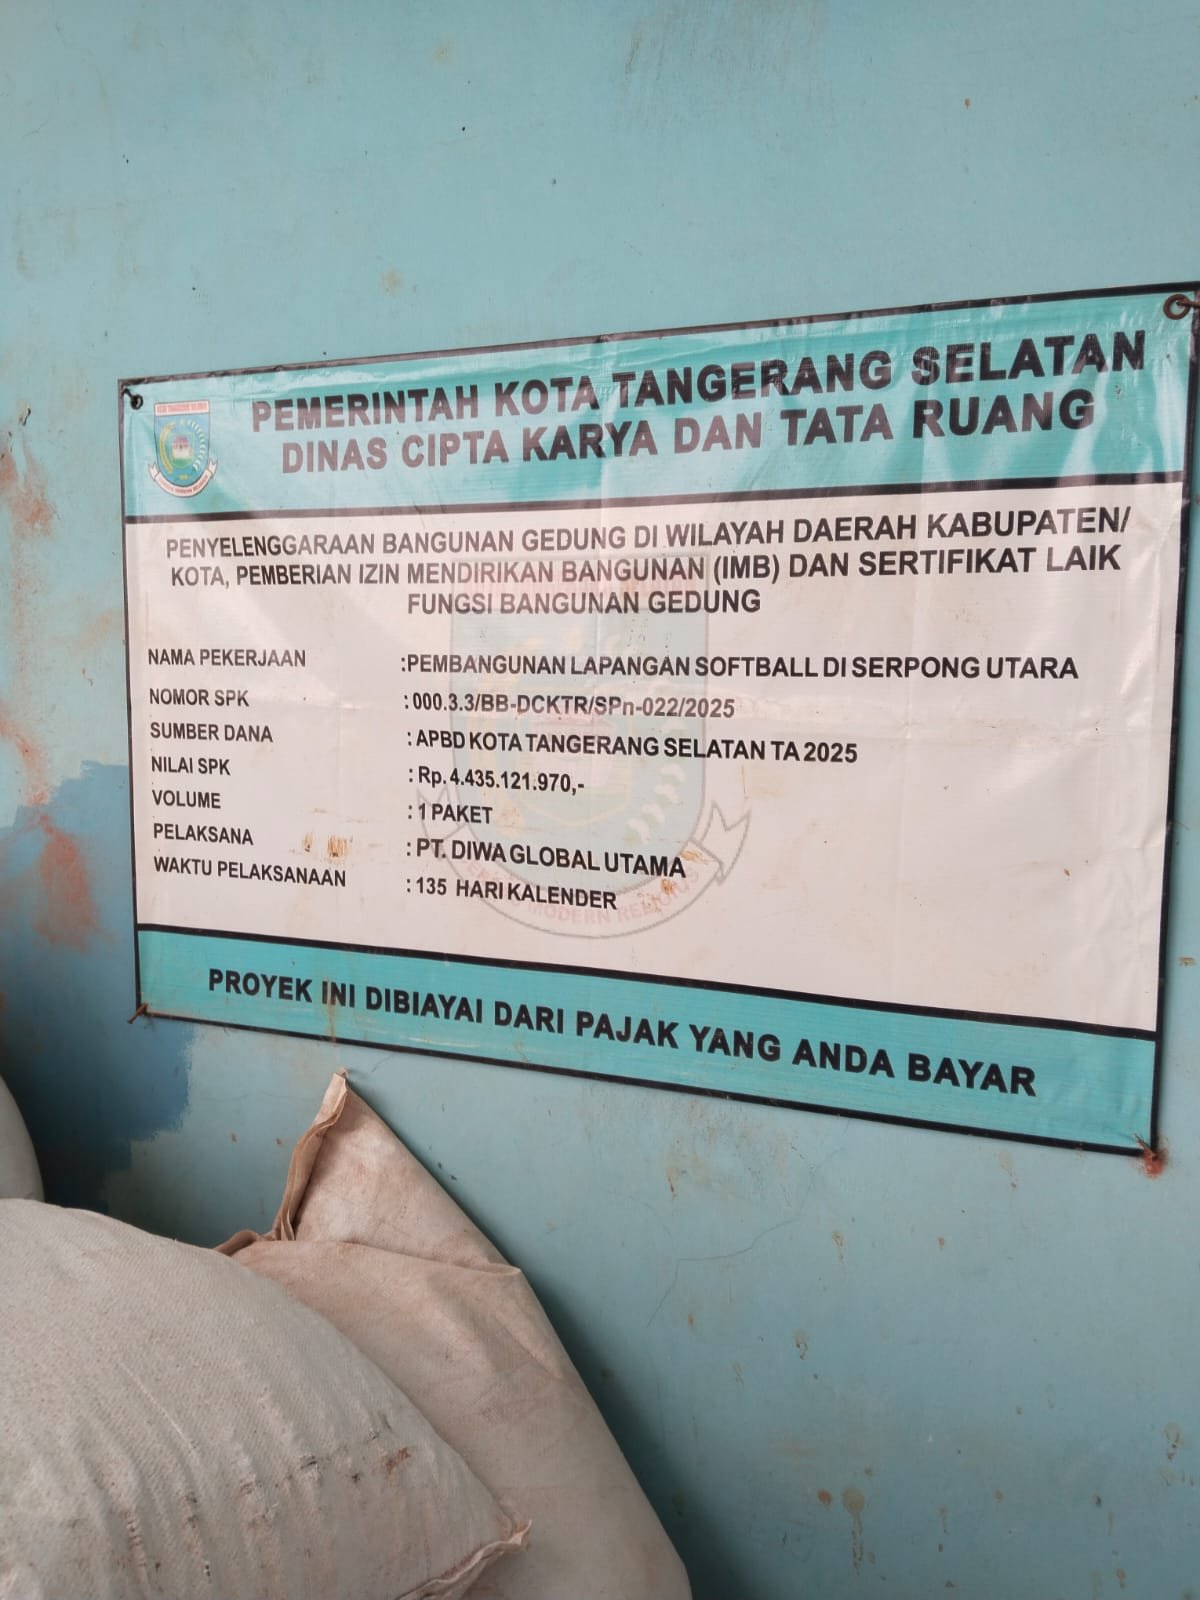 PEMERINTAH KOTA TANGERANG SELATAN
DINAS CIPTA KARYA DAN TATA RUANG
PENYELENGGARAAN BANGUNAN GEDUNG DI WILAYAH DAERAH KABUPATEN/
KOTA, PEMBERIAN IZIN MENDIRIKAN BANGUNAN (IMB) DAN SERTIFIKAT LAIK
FUNGSI BANGUNAN GEDUNG
NAMA PEKERJAAN :PEMBANGUNAN LAPANGAN SOFTBALL DI SERPONG UTARA
NOMOR SPK : 000.3.3/BB-DCKTR/SPn-022/2025
SUMBER DANA : APBD KOTA TANGERANG SELATAN TA 2025
NILAI SPK : Rp. 4.435.121.970,-
VOLUME : 1 PAKET
PELAKSANA : PT. DIWA GLOBAL UTAMA
WAKTU PELAKSANAAN : 135 HARI KALENDER
MODERN RELIGIUS
PROYEK INI DIBIAYAI DARI PAJAK YANG ANDA BAYAR